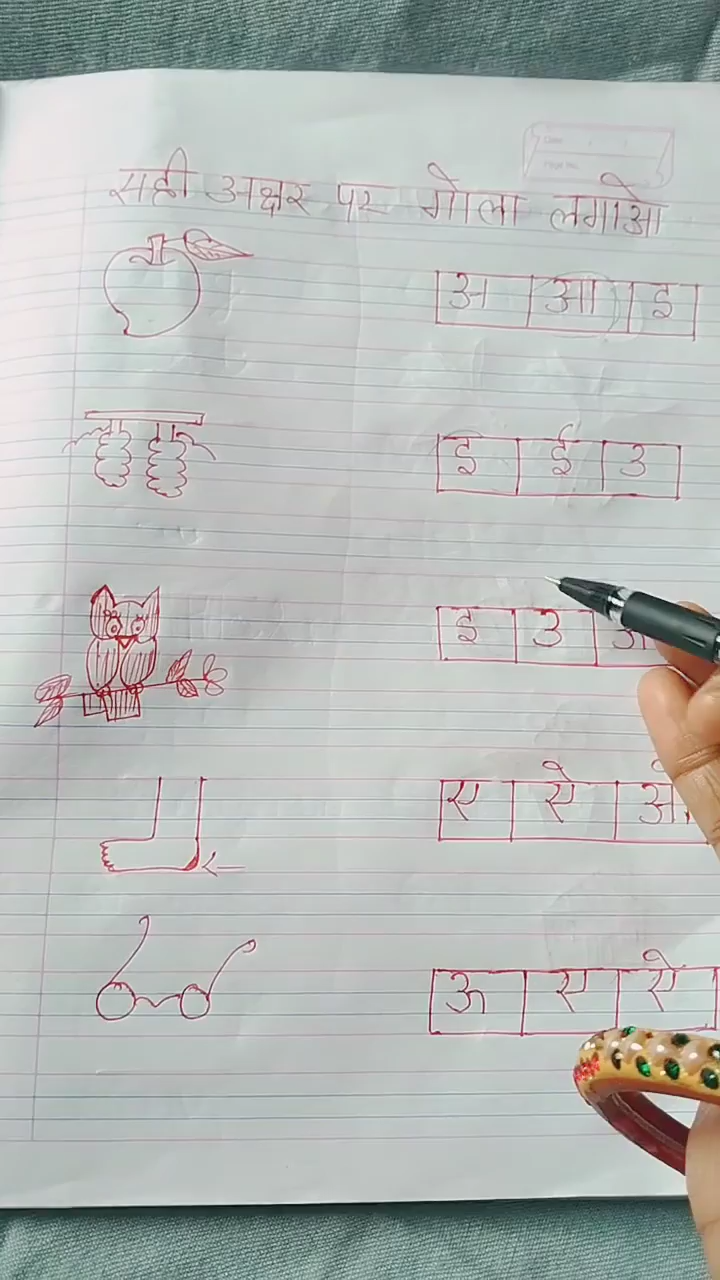 सही अक्षर पर गोला लगाओ
अ आ इ
इ ई उ
इ उ
ए ऐ
ऊ ए ऐ